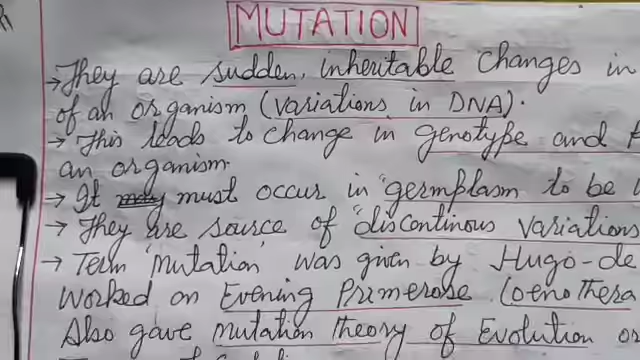 MUTATION
→ They are sudden, inheritable changes in
of an organism (variations in DNA).
→ This leads to change in genotype and
an organism.
→ It must occur in "germplasm to be
→ They are source of "discontinous variations
→ Term 'mutation' was given by Hugo-de
Worked on Evening Primerose (Oenothera
Also gave mutation theory of Evolution